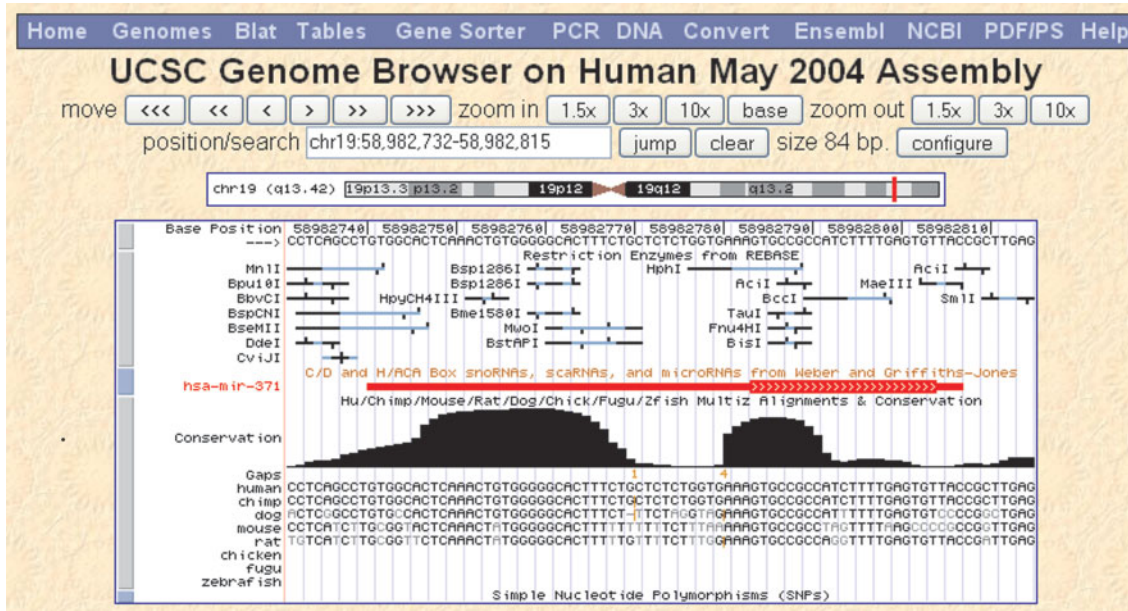 Home Genomes Blat Tables Gene Sorter PCR DNA Convert Ensembl NCBI PDF/PS Help
UCSC Genome Browser on Human May 2004 Assembly
move <<< << < > >> >>> zoom in 1.5x 3x 10x base zoom out 1.5x 3x 10x
position/search chr19:58,982,732-58,982,815 jump clear size 84 bp. configure
chr19 (q13.42) 19p13.3 p13.2 19p12 19q12 q13.2
Base Position 58982740| 58982750| 58982760| 58982770| 58982780| 58982790| 58982800| 58982810|
---> CCTCAGCCTGTGGCACTCAAACTGTGGGGGCACTTTCTGCTCTCTGGTGAAAGTGCCGCCATCTTTTGAGTGTTACCGCTTGAG
Restriction Enzymes from REBASE
MnlI Bsp1286I HphI AciI
Bpu10I Bsp1286I AciI MaeIII
BbvCI HpyCH4III BccI SmlI
BspCNI Bme1580I TauI
BseMII MwoI Fnu4HI
DdeI BstAPI BisI
CviJI
C/D and H/ACA Box snoRNAs, scaRNAs, and microRNAs from Weber and Griffiths-Jones
hsa-mir-371
Hu/Chimp/Mouse/Rat/Dog/Chick/Fugu/Zfish Multiz Alignments & Conservation
Conservation
Gaps 1 4
human CCTCAGCCTGTGGCACTCAAACTGTGGGGGCACTTTCTGCTCTCTGGTGAAAGTGCCGCCATCTTTTGAGTGTTACCGCTTGAG
chimp CCTCAGCCTGTGGCACTCAAACTGTGGGGGCACTTTCTGCTCTCTGGTGAAAGTGCCGCCATCTTTTGAGTGTTACCGCTTGAG
dog
mouse
rat
chicken
fugu
zebrafish
Simple Nucleotide Polymorphisms (SNPs)